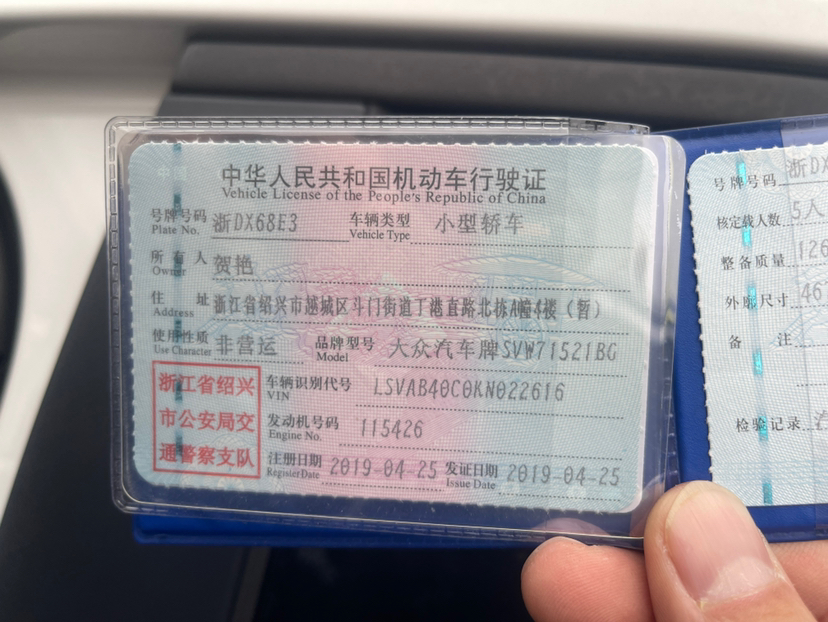 中华人民共和国机动车行驶证
Vehicle License of the People's Republic of China
号牌号码 浙DX68E3 车辆类型 小型轿车
Plate No. Vehicle Type
所有人 贺艳
Owner
住址 浙江省绍兴市越城区斗门街道丁港直路北栋A幢4楼（暂）
Address
使用性质 非营运 品牌型号 大众汽车牌SVW71521BG
Use Character Model
浙江省绍兴
市公安局交
通警察支队
车辆识别代号 LSVAB40C0KN022616
VIN
发动机号码 115426
Engine No.
注册日期 2019-04-25 发证日期 2019-04-25
Register Date Issue Date
号牌号码 浙DX
核定载人数 5人
整备质量 126
外廓尺寸 46
备注
检验记录